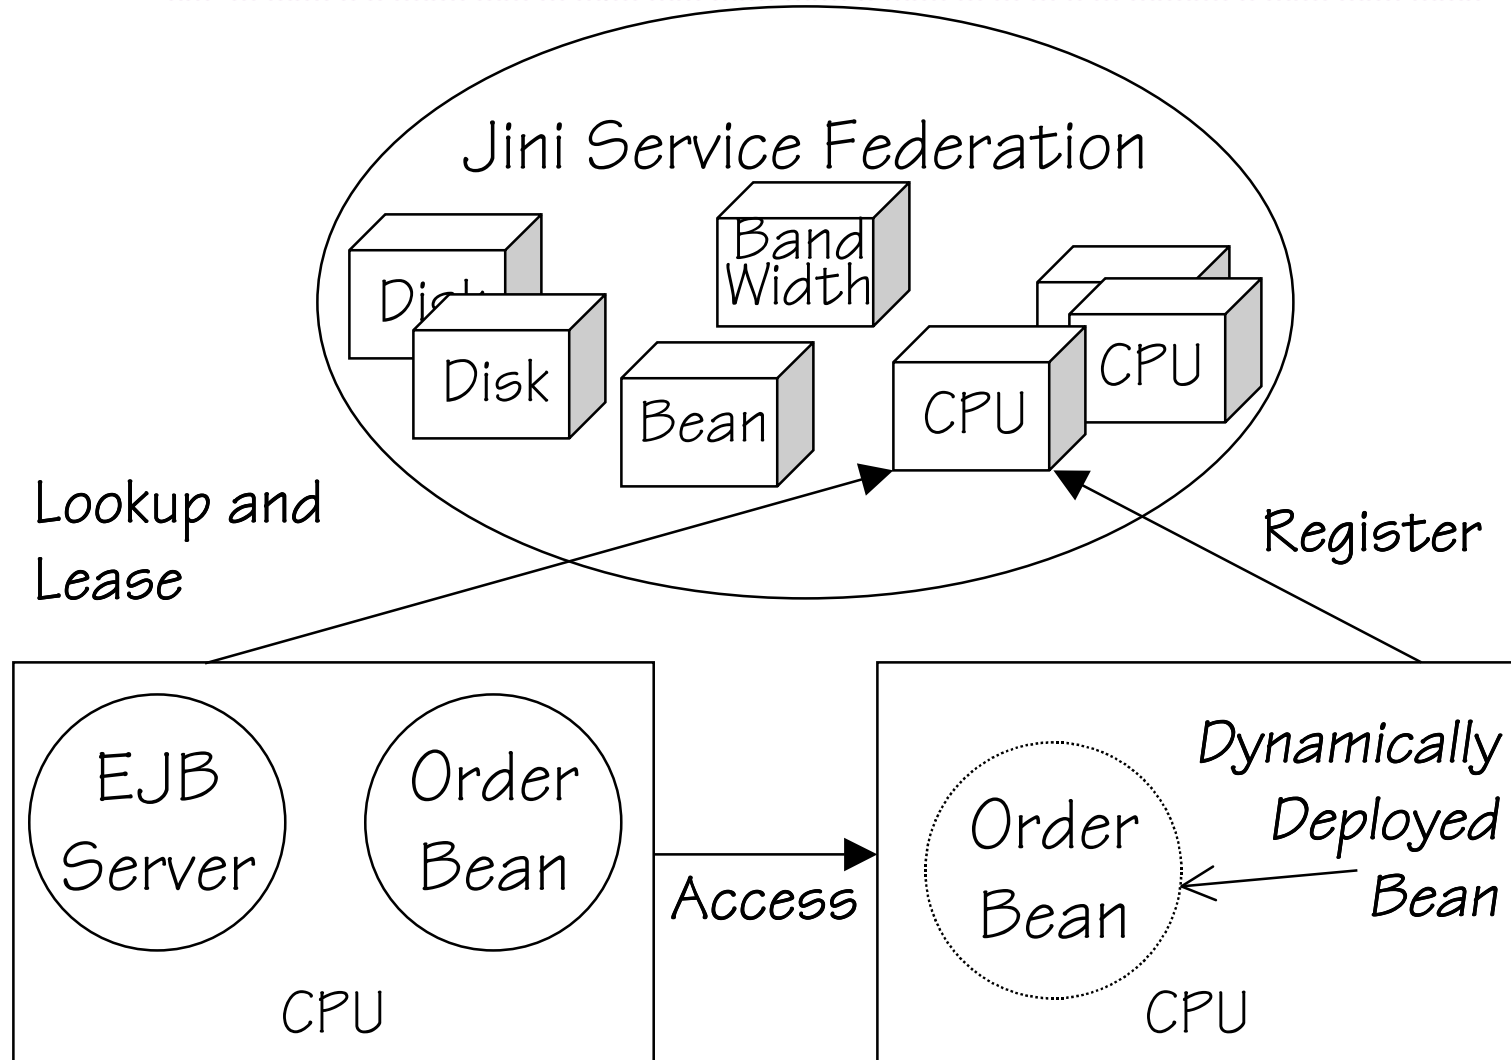 Jini Service Federation
Band
Width
Disk
Disk
Bean
CPU
CPU
Lookup and
Lease
Register
EJB
Server
Order
Bean
CPU
Access
Order
Bean
Dynamically
Deployed
Bean
CPU